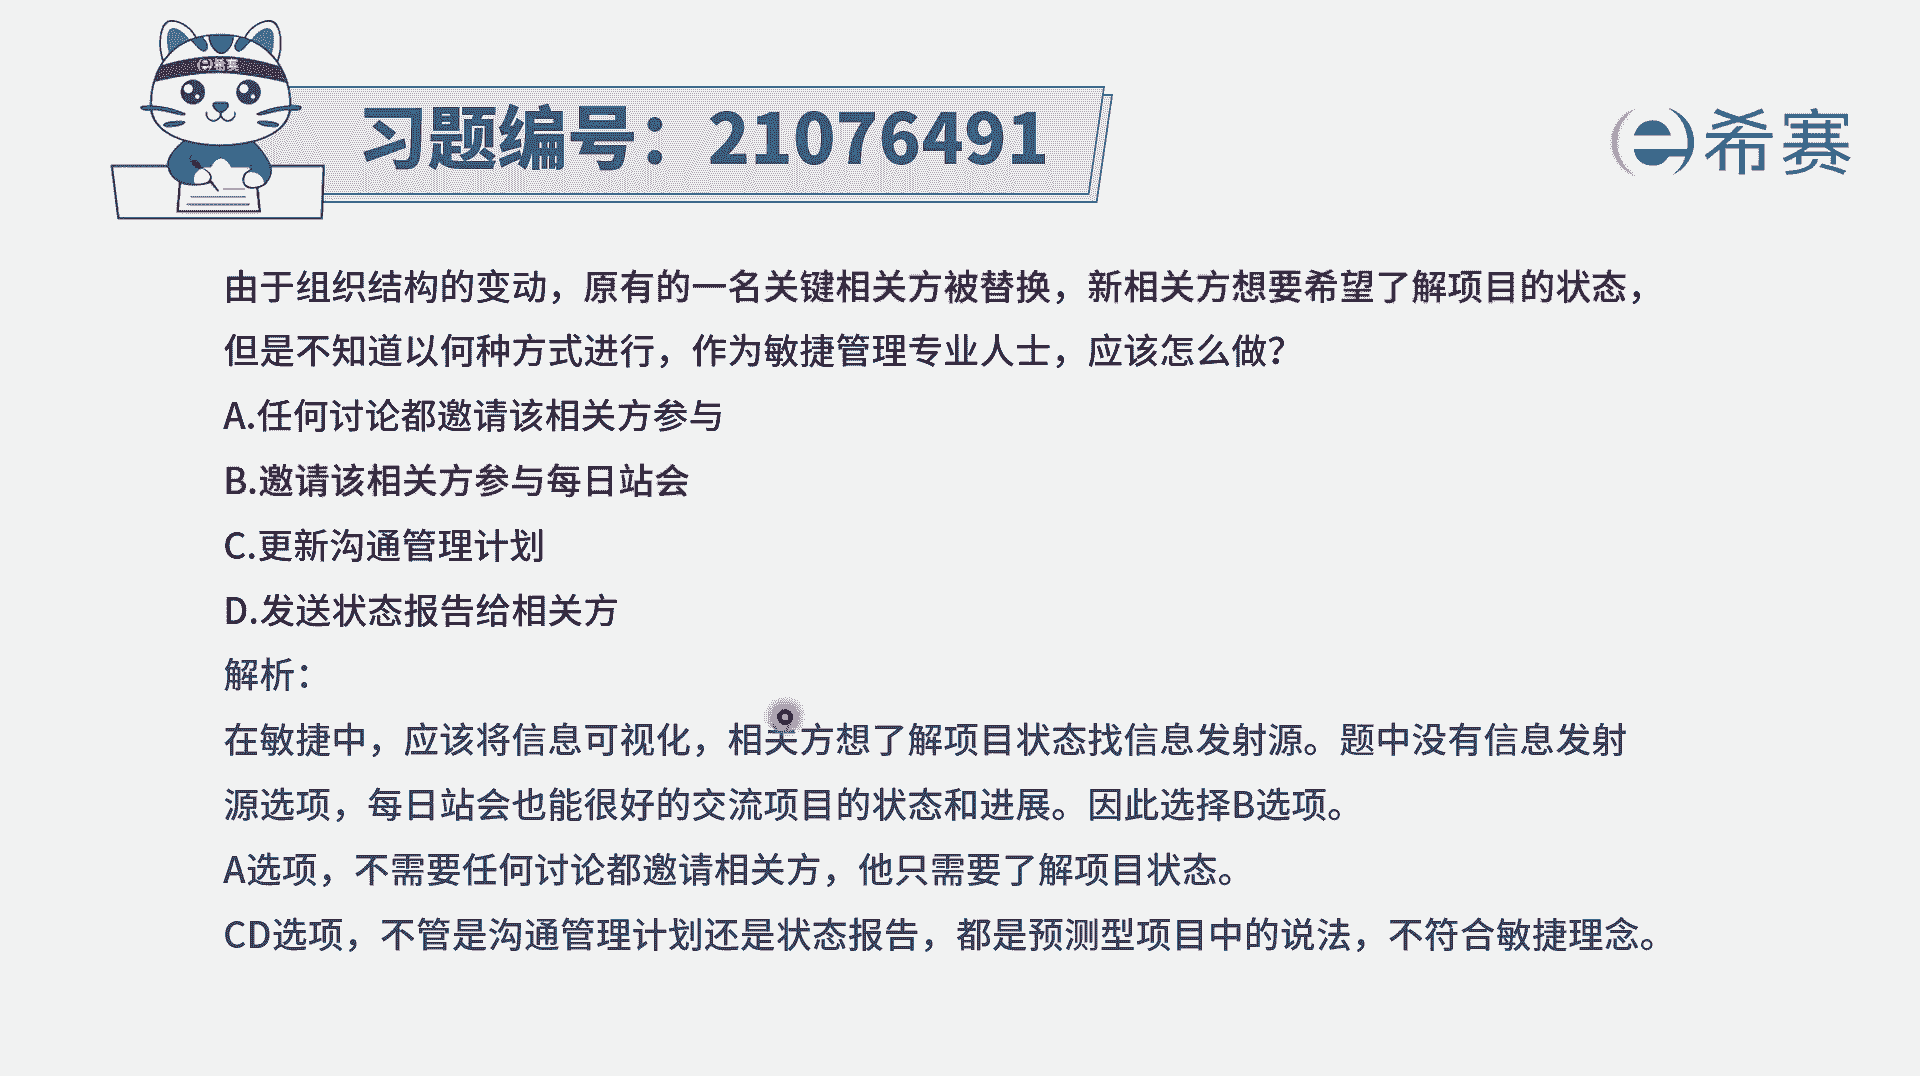 希赛
习题编号：21076491
希赛
由于组织结构的变动，原有的一名关键相关方被替换，新相关方想要希望了解项目的状态，
但是不知道以何种方式进行，作为敏捷管理专业人士，应该怎么做？
A.任何讨论都邀请该相关方参与
B.邀请该相关方参与每日站会
C.更新沟通管理计划
D.发送状态报告给相关方
解析：
在敏捷中，应该将信息可视化，相关方想了解项目状态找信息发射源。题中没有信息发射
源选项，每日站会也能很好的交流项目的状态和进展。因此选择B选项。
A选项，不需要任何讨论都邀请相关方，他只需要了解项目状态。
CD选项，不管是沟通管理计划还是状态报告，都是预测型项目中的说法，不符合敏捷理念。